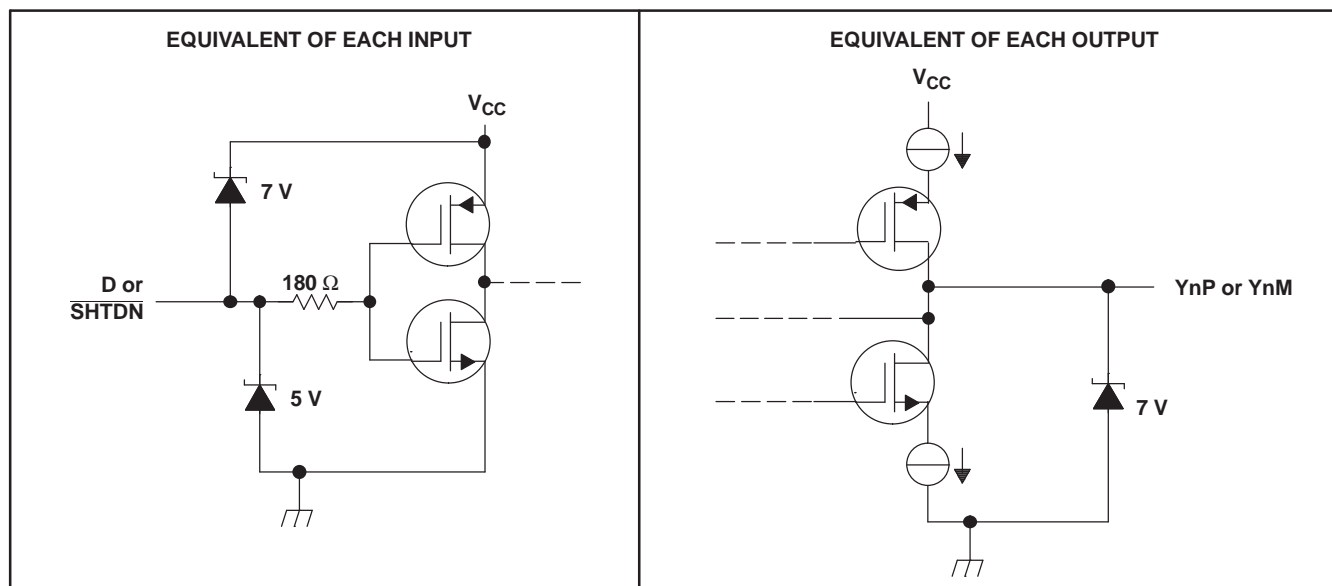 EQUIVALENT OF EACH INPUT
VCC
7 V
D or
SHTDN
180 Ω
5 V
EQUIVALENT OF EACH OUTPUT
VCC
YnP or YnM
7 V